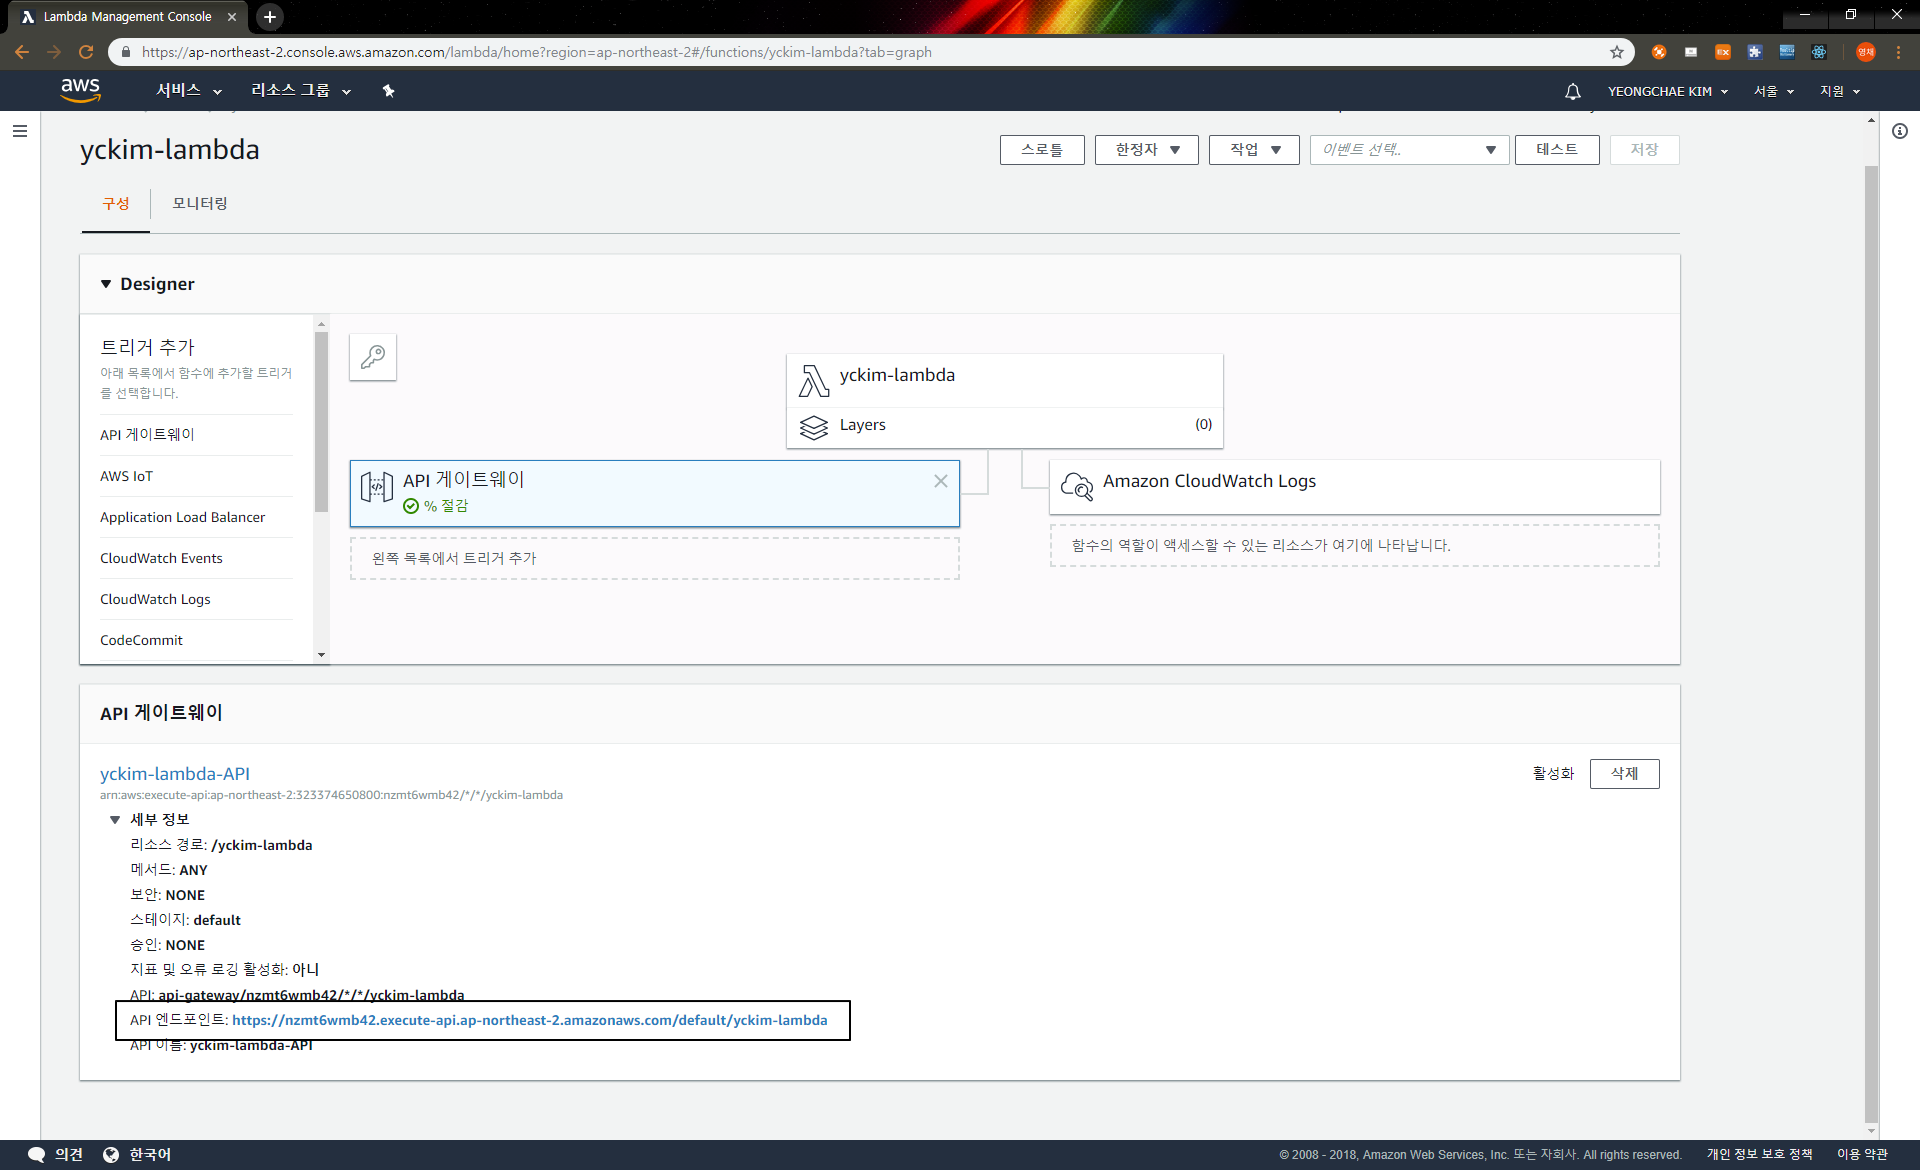 Lambda Management Console
https://ap-northeast-2.console.aws.amazon.com/lambda/home?region=ap-northeast-2#/functions/yckim-lambda?tab=graph
EX
영채
aws
서비스
리소스 그룹
YEONGCHAE KIM
서울
지원
yckim-lambda
스로틀
한정자
작업
이벤트 선택..
테스트
저장
구성
모니터링
Designer
트리거 추가
아래 목록에서 함수에 추가할 트리거
를 선택합니다.
API 게이트웨이
AWS IoT
Application Load Balancer
CloudWatch Events
CloudWatch Logs
CodeCommit
yckim-lambda
Layers
(0)
API 게이트웨이
% 절감
왼쪽 목록에서 트리거 추가
Amazon CloudWatch Logs
함수의 역할이 액세스할 수 있는 리소스가 여기에 나타납니다.
API 게이트웨이
yckim-lambda-API
활성화
삭제
arn:aws:execute-api:ap-northeast-2:323374650800:nzmt6wmb42/*/*/yckim-lambda
세부 정보
리소스 경로: /yckim-lambda
메서드: ANY
보안: NONE
스테이지: default
승인: NONE
지표 및 오류 로깅 활성화: 아니
API: api-gateway/nzmt6wmb42/*/*/yckim-lambda
API 엔드포인트: https://nzmt6wmb42.execute-api.ap-northeast-2.amazonaws.com/default/yckim-lambda
API 이름: yckim-lambda-API
의견
한국어
© 2008 - 2018, Amazon Web Services, Inc. 또는 자회사. All rights reserved.
개인 정보 보호 정책
이용 약관